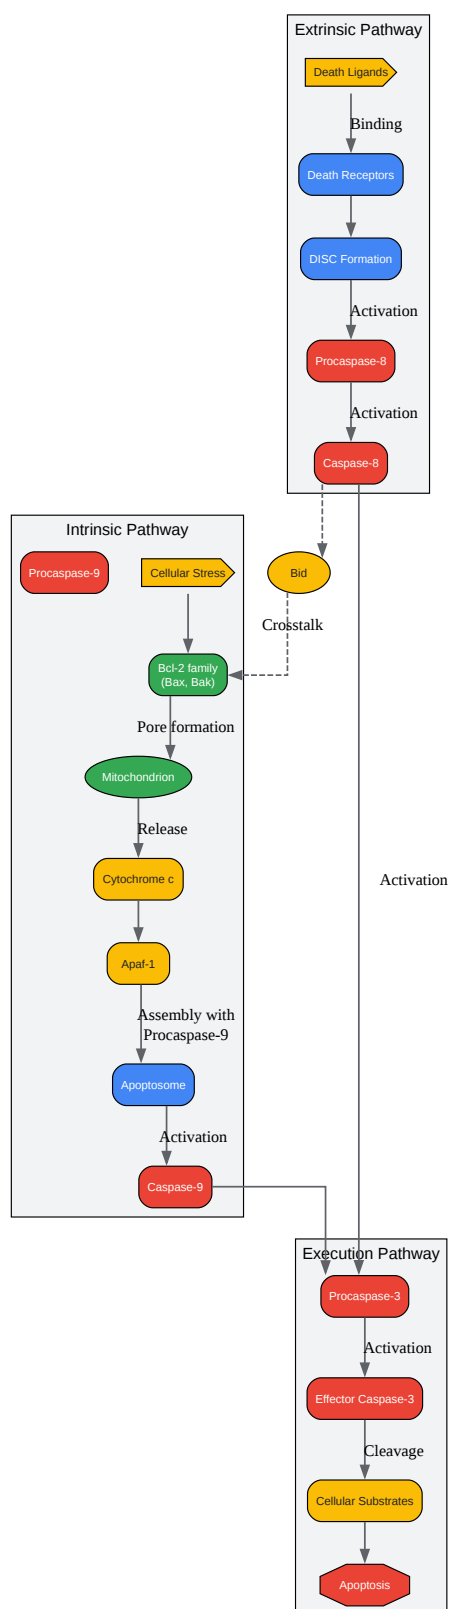 Extrinsic Pathway
Death Ligands
Binding
Death Receptors
DISC Formation
Activation
Procaspase-8
Activation
Caspase-8
Intrinsic Pathway
Procaspase-9
Cellular Stress
Bid
Crosstalk
Bcl-2 family
(Bax, Bak)
Pore formation
Mitochondrion
Release
Cytochrome c
Activation
Apaf-1
Assembly with
Procaspase-9
Apoptosome
Activation
Caspase-9
Execution Pathway
Procaspase-3
Activation
Effector Caspase-3
Cleavage
Cellular Substrates
Apoptosis